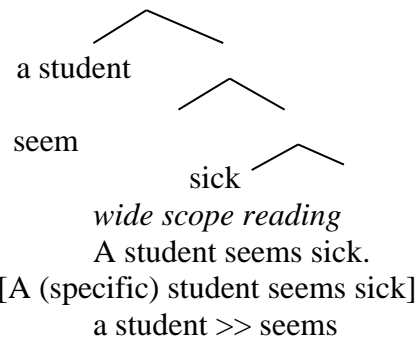 a student
seem
sick
wide scope reading
A student seems sick.
[A (specific) student seems sick]
a student >> seems